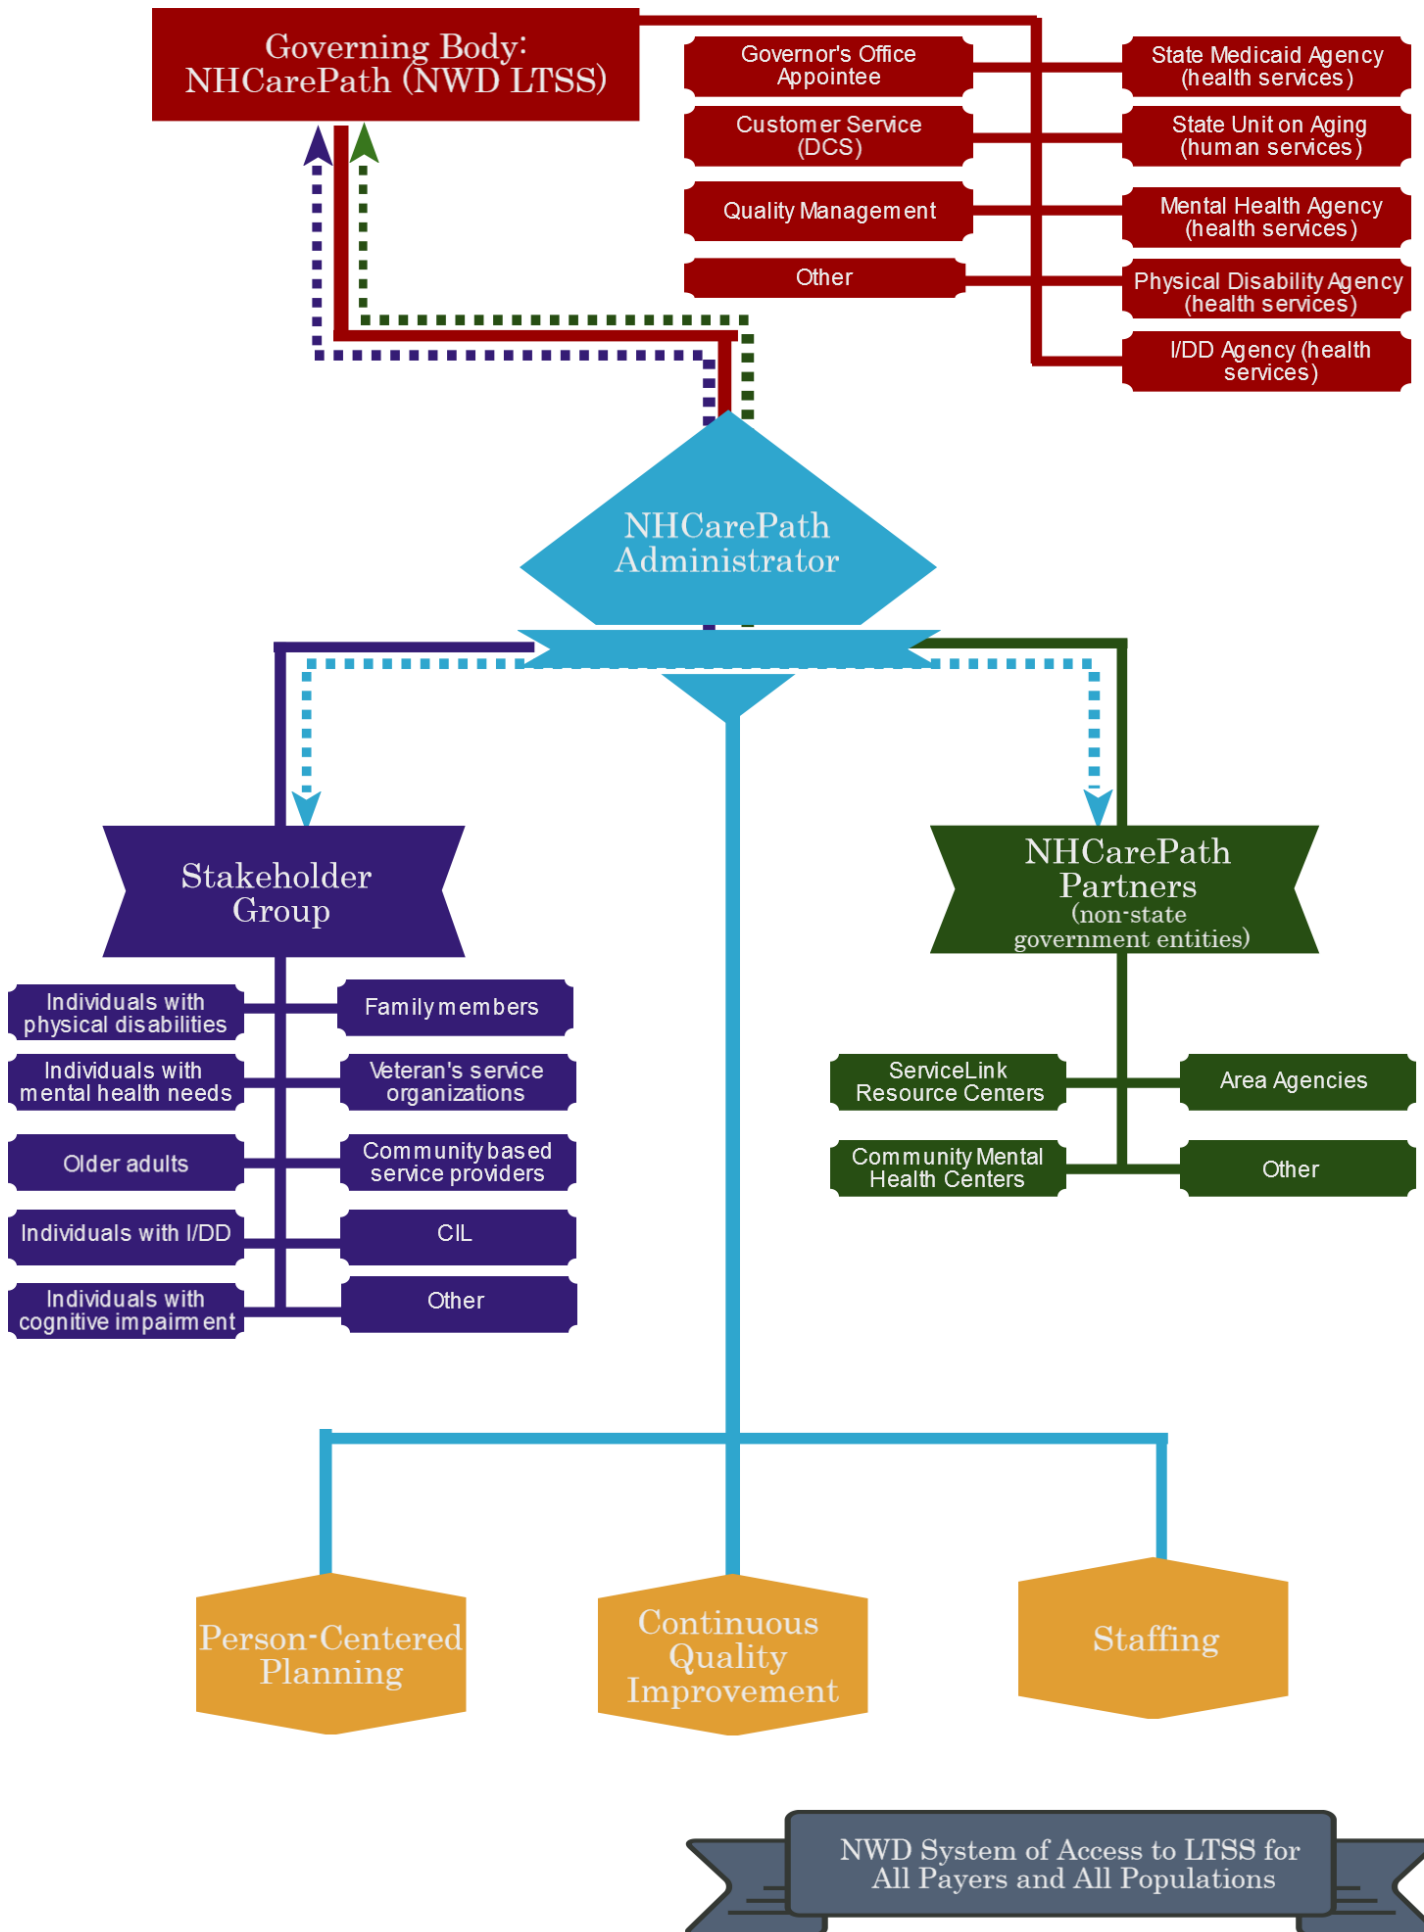 Governing Body:
NHCarePath (NWD LTSS)
Governor's Office
Appointee
State Medicaid Agency
(health services)
Customer Service
(DCS)
State Unit on Aging
(human services)
Quality Management
Mental Health Agency
(health services)
Other
Physical Disability Agency
(health services)
I/DD Agency (health
services)
NHCarePath
Administrator
Stakeholder
Group
Individuals with
physical disabilities
Family members
Individuals with
mental health needs
Veteran's service
organizations
Older adults
Community based
service providers
Individuals with I/DD
CIL
Individuals with
cognitive impairment
Other
NHCarePath
Partners
(non-state
government entities)
ServiceLink
Resource Centers
Area Agencies
Community Mental
Health Centers
Other
Person-Centered
Planning
Continuous
Quality
Improvement
Staffing
NWD System of Access to LTSS for
All Payers and All Populations